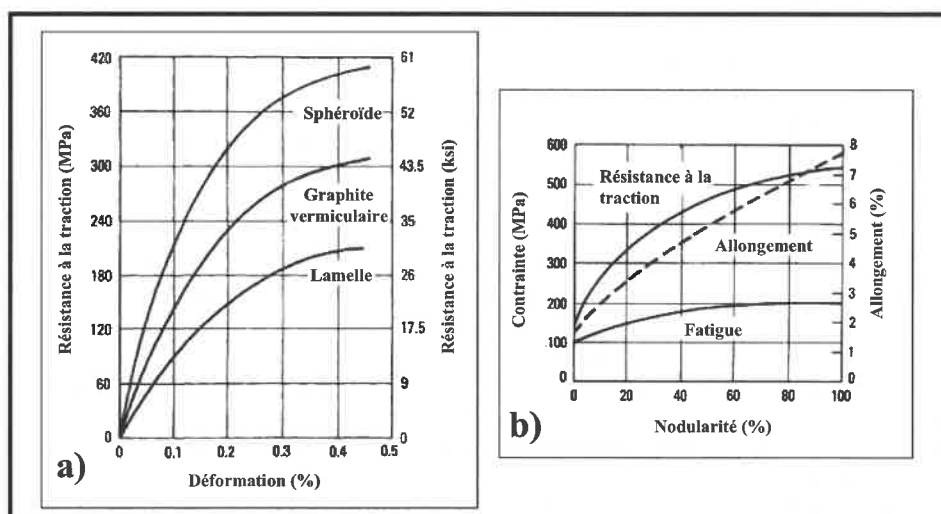 420
360
300
240
180
120
60
0
Résistance à la traction (MPa)
61
52
43.5
35
26
17.5
9
0
Résistance à la traction (ksi)
Sphéroïde
Graphite
vermiculaire
Lamelle
0 0.1 0.2 0.3 0.4 0.5
Déformation (%)
a)
600
500
400
300
200
100
0
Contrainte (MPa)
8
7
6
5
4
3
2
1
0
Allongement (%)
Résistance à la
traction
Allongement
Fatigue
0 20 40 60 80 100
Nodularité (%)
b)